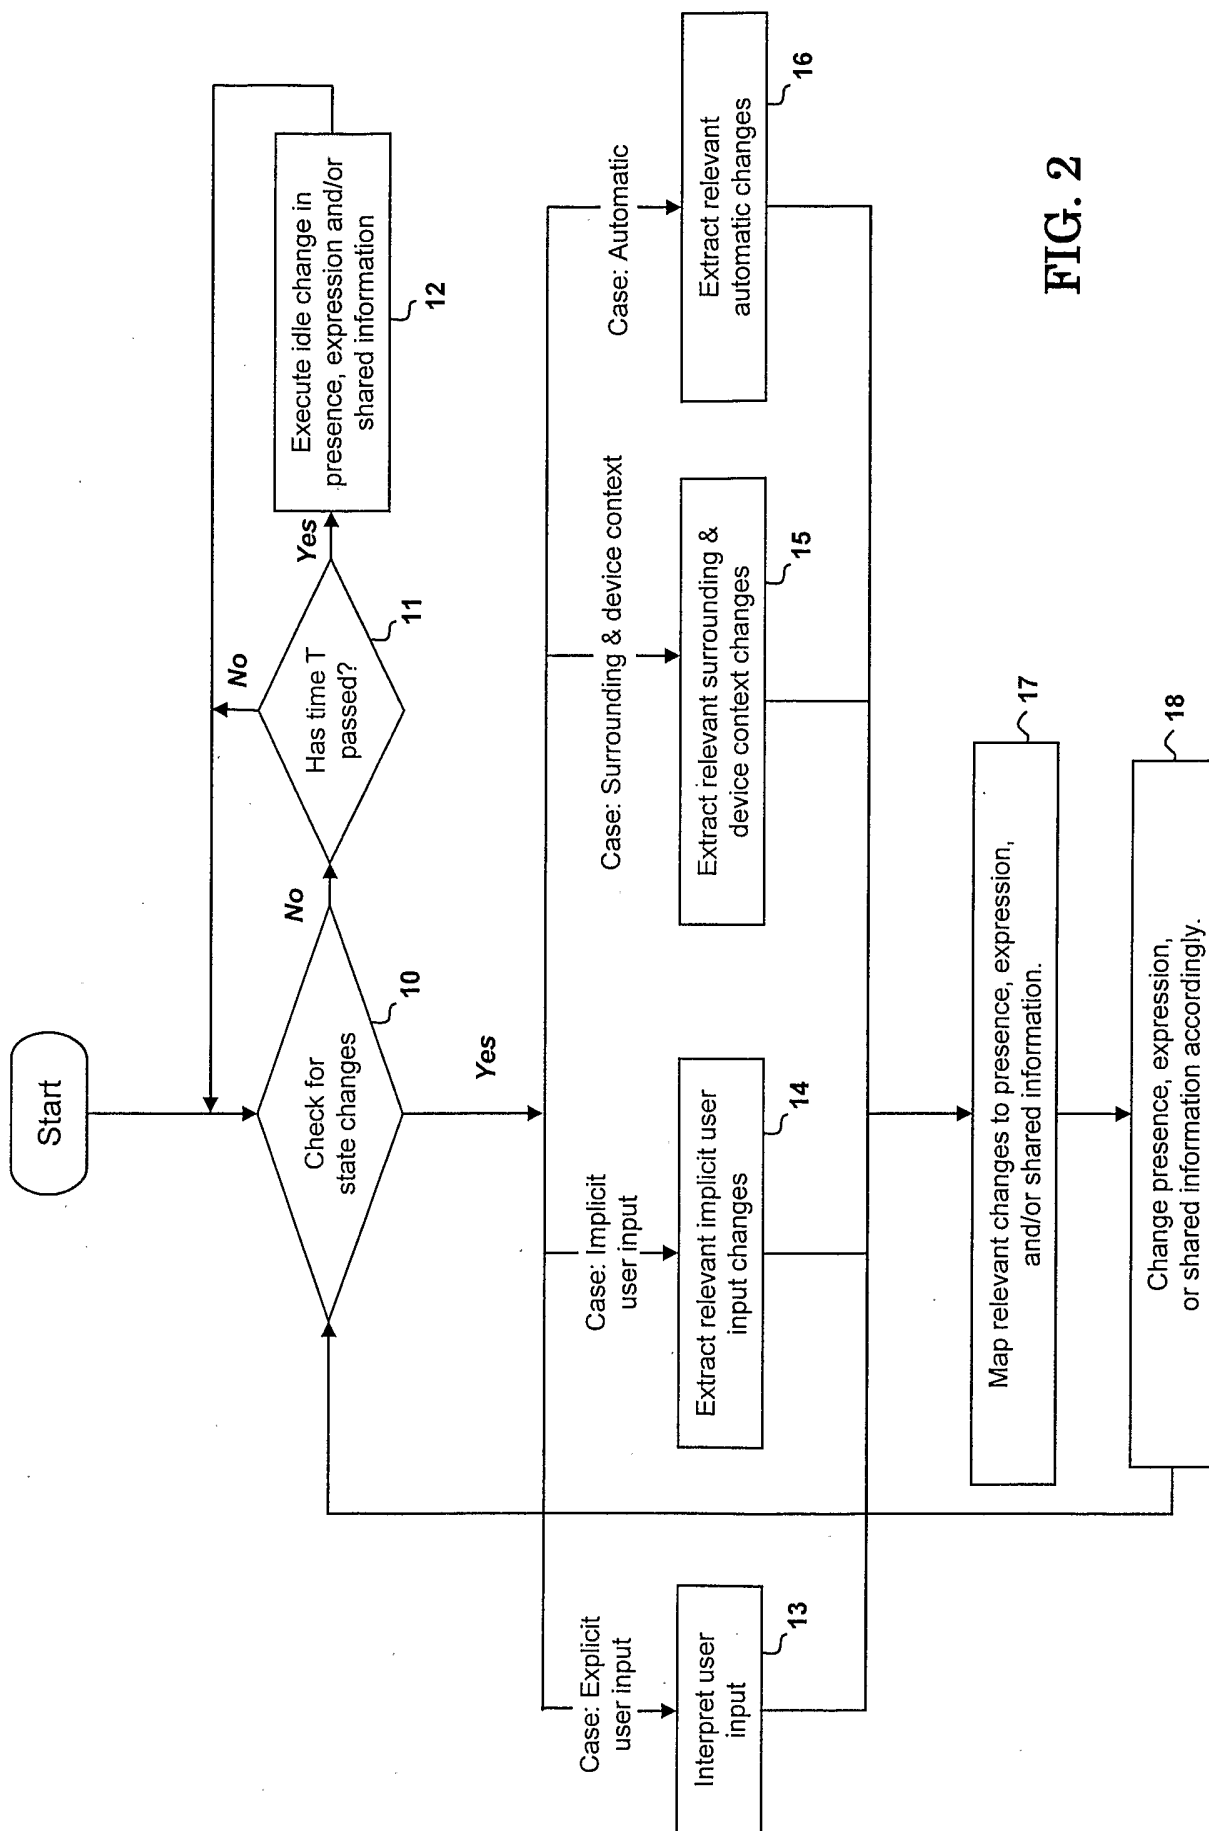 Start
Check for
state changes
10
No
Has time T
passed?
11
No
Yes
Execute idle change in
presence, expression and/or
shared information
12
Yes
Case: Explicit
user input
Case: Implicit
user input
Case: Surrounding & device context
Case: Automatic
Interpret user
input
13
Extract relevant implicit user
input changes
14
Extract relevant surrounding &
device context changes
15
Extract relevant
automatic changes
16
Map relevant changes to presence, expression,
and/or shared information.
17
Change presence, expression,
or shared information accordingly.
18
FIG. 2